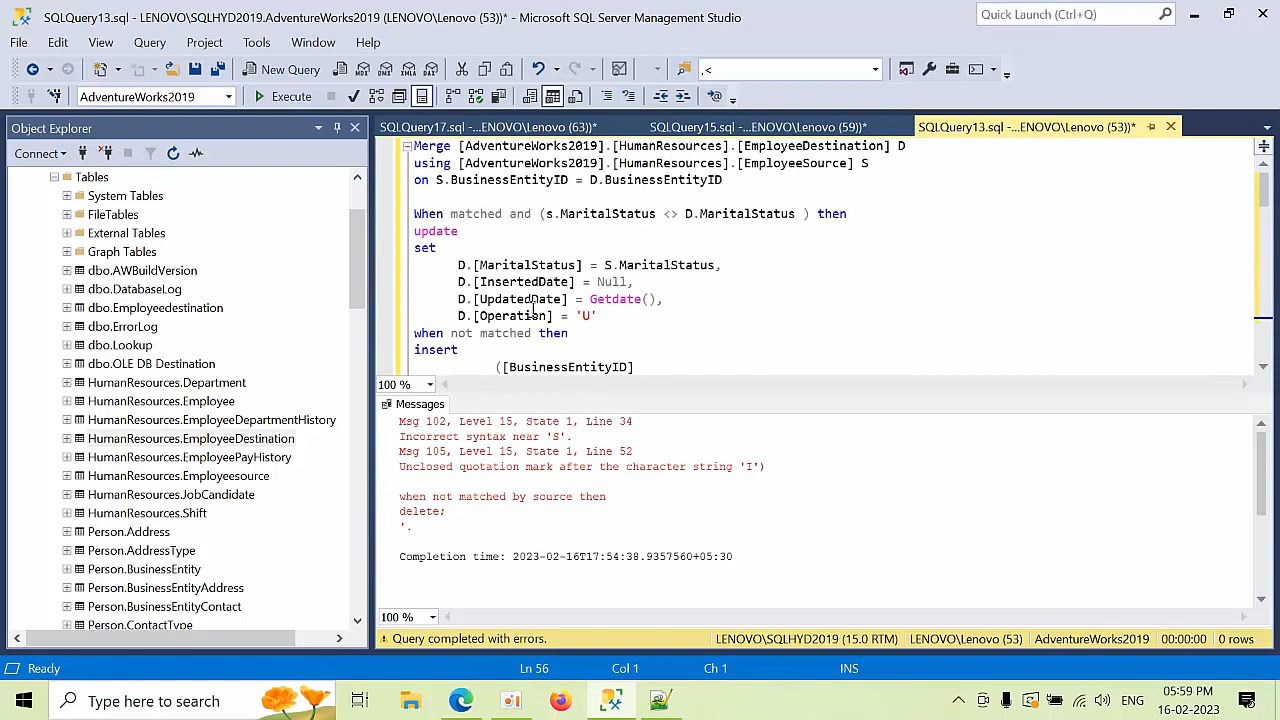 SQLQuery13.sql - LENOVO\SQLHYD2019.AdventureWorks2019 (LENOVO\Lenovo (53))* - Microsoft SQL Server Management Studio
Quick Launch (Ctrl+Q)
File Edit View Query Project Tools Window Help
New Query
MDX DMX XMLA DAX
,<
AdventureWorks2019
Execute
Object Explorer
SQLQuery17.sql -...ENOVO\Lenovo (63))*
SQLQuery15.sql -...ENOVO\Lenovo (59))*
SQLQuery13.sql -...ENOVO\Lenovo (53))*
Connect
Tables
System Tables
FileTables
External Tables
Graph Tables
dbo.AWBuildVersion
dbo.DatabaseLog
dbo.Employeedestination
dbo.ErrorLog
dbo.Lookup
dbo.OLE DB Destination
HumanResources.Department
HumanResources.Employee
HumanResources.EmployeeDepartmentHistory
HumanResources.EmployeeDestination
HumanResources.EmployeePayHistory
HumanResources.Employeesource
HumanResources.JobCandidate
HumanResources.Shift
Person.Address
Person.AddressType
Person.BusinessEntity
Person.BusinessEntityAddress
Person.BusinessEntityContact
Person.ContactType
Merge [AdventureWorks2019].[HumanResources].[EmployeeDestination] D
using [AdventureWorks2019].[HumanResources].[EmployeeSource] S
on S.BusinessEntityID = D.BusinessEntityID
When matched and (s.MaritalStatus <> D.MaritalStatus ) then
update
set
D.[MaritalStatus] = S.MaritalStatus,
D.[InsertedDate] = Null,
D.[UpdatedDate] = Getdate(),
D.[Operation] = 'U'
when not matched then
insert
([BusinessEntityID]
100 %
Messages
Msg 102, Level 15, State 1, Line 34
Incorrect syntax near 'S'.
Msg 105, Level 15, State 1, Line 52
Unclosed quotation mark after the character string 'I')
when not matched by source then
delete;
'.
Completion time: 2023-02-16T17:54:38.9357560+05:30
100 %
Query completed with errors.
LENOVO\SQLHYD2019 (15.0 RTM)
LENOVO\Lenovo (53)
AdventureWorks2019
00:00:00
0 rows
Ready
Ln 56
Col 1
Ch 1
INS
Type here to search
ENG
05:59 PM
16-02-2023